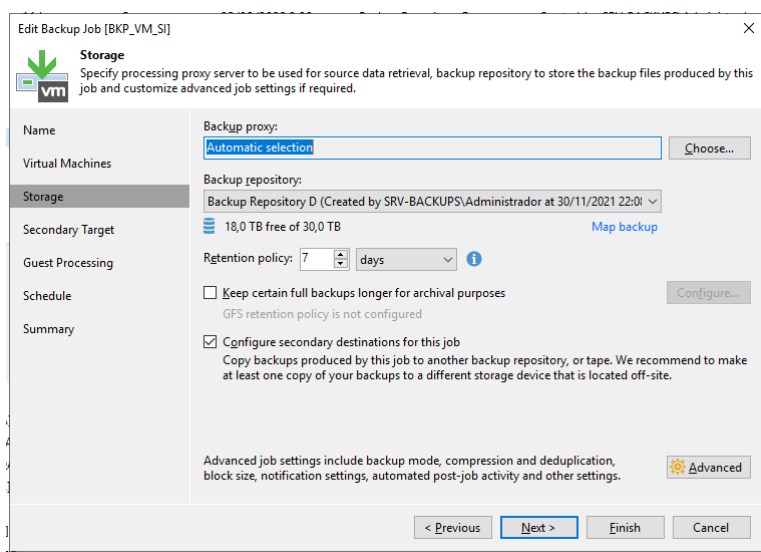 Edit Backup Job [BKP_VM_SI]
Storage
Specify processing proxy server to be used for source data retrieval, backup repository to store the backup files produced by this
job and customize advanced job settings if required.
vm
Name
Virtual Machines
Storage
Secondary Target
Guest Processing
Schedule
Summary
Backup proxy:
Automatic selection
Choose...
Backup repository:
Backup Repository D (Created by SRV-BACKUPS\Administrador at 30/11/2021 22:0
18,0 TB free of 30,0 TB
Map backup
Retention policy: 7 days
Keep certain full backups longer for archival purposes
Configure...
GFS retention policy is not configured
Configure secondary destinations for this job
Copy backups produced by this job to another backup repository, or tape. We recommend to make
at least one copy of your backups to a different storage device that is located off-site.
Advanced job settings include backup mode, compression and deduplication,
block size, notification settings, automated post-job activity and other settings.
Advanced
< Previous
Next >
Finish
Cancel